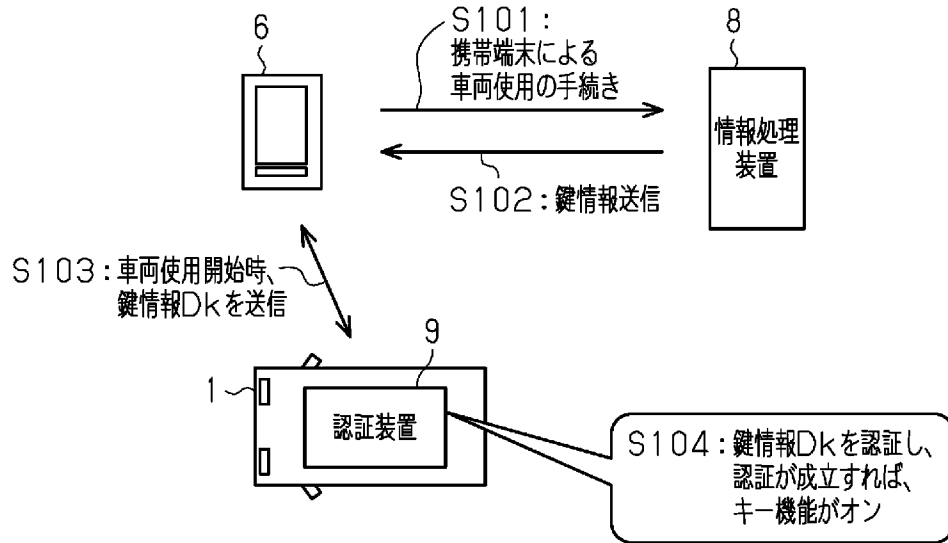 6
S101:
携帯端末による
車両使用の手続き
8
情報処理
装置
S102:鍵情報送信
S103:車両使用開始時、
鍵情報Dkを送信
1
9
認証装置
S104:鍵情報Dkを認証し、
認証が成立すれば、
キー機能がオン